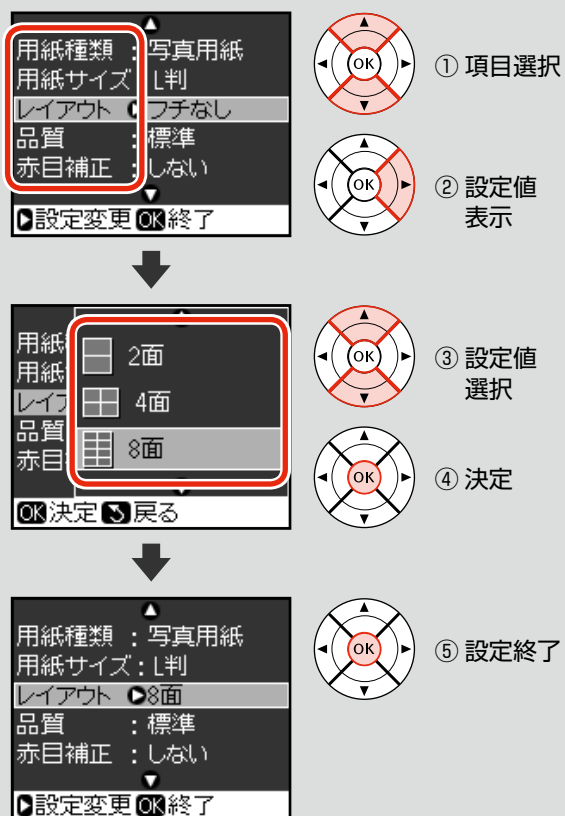 用紙種類 : 写真用紙
用紙サイズ : L判
レイアウト フチなし
品質 : 標準
赤目補正 : しない
設定変更 OK 終了
OK
① 項目選択
OK
② 設定値
表示
用紙
用紙
レイア
品質
赤目
2面
4面
8面
OK 決定 戻る
OK
③ 設定値
選択
OK
④ 決定
用紙種類 : 写真用紙
用紙サイズ : L判
レイアウト 8面
品質 : 標準
赤目補正 : しない
設定変更 OK 終了
OK
⑤ 設定終了